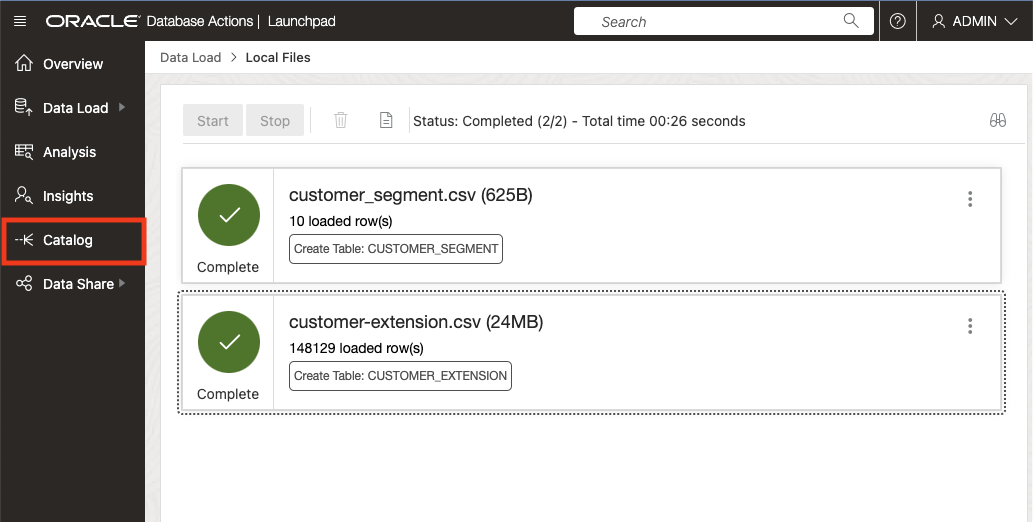 ORACLE Database Actions | Launchpad
Search
ADMIN
Overview
Data Load
Analysis
Insights
Catalog
Data Share
Data Load > Local Files
Start
Stop
Status: Completed (2/2) - Total time 00:26 seconds
customer_segment.csv (625B)
10 loaded row(s)
Create Table: CUSTOMER_SEGMENT
Complete
customer-extension.csv (24MB)
148129 loaded row(s)
Create Table: CUSTOMER_EXTENSION
Complete